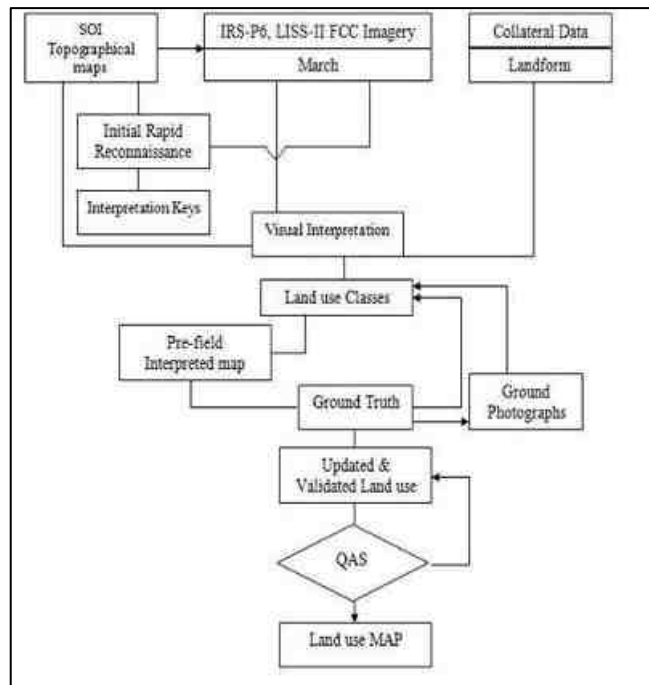 SOI
Topographical
maps
IRS-P6, LISS-II FCC Imagery
March
Collateral Data
Landform
Initial Rapid
Reconnaissance
Interpretation Keys
Visual Interpretation
Land use Classes
Pre-field
Interpreted map
Ground Truth
Ground
Photographs
Updated &
Validated Land use
QAS
Land use MAP